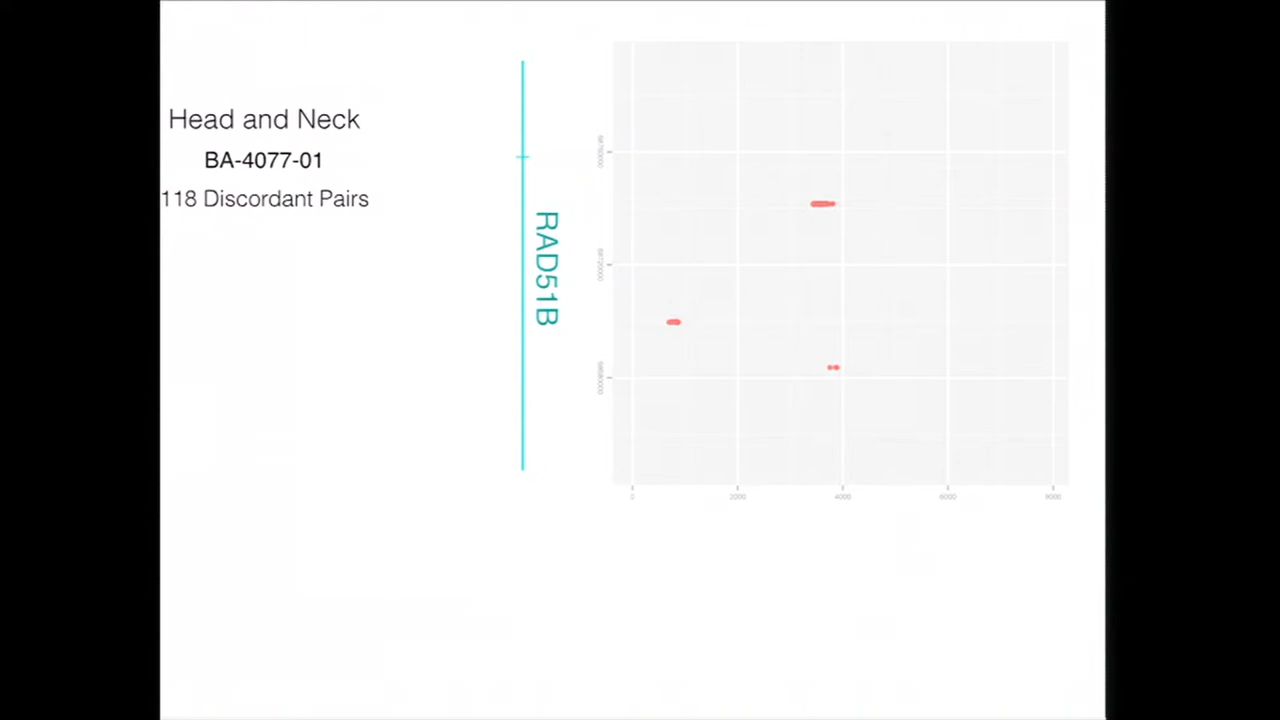 Head and Neck
BA-4077-01
118 Discordant Pairs
RAD51B
0
2000
4000
6000
8000